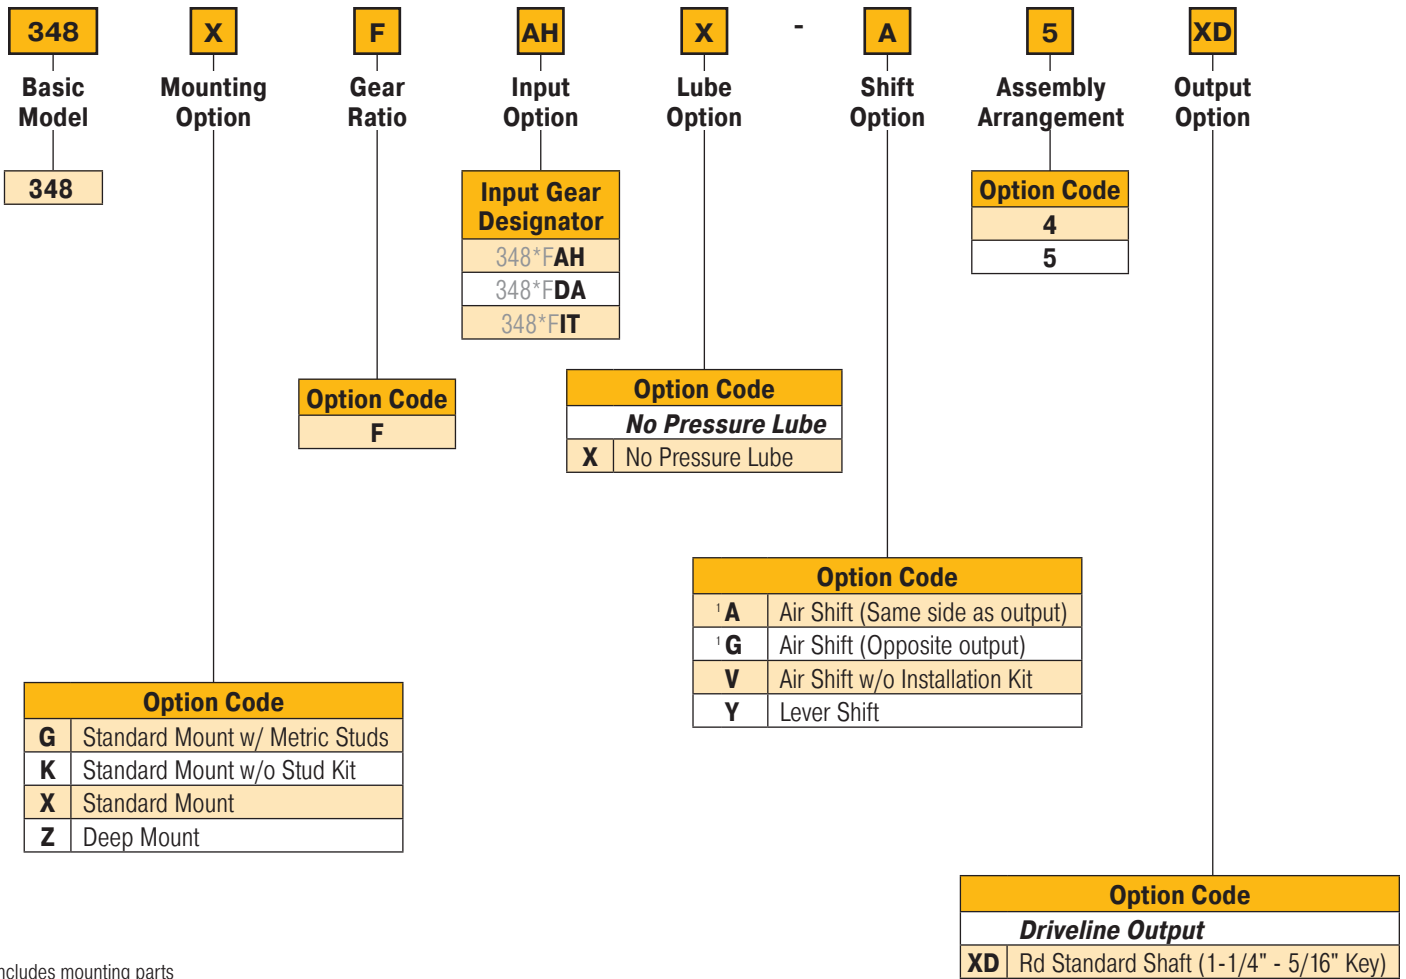 348 X F AH X - A 5 XD
Basic Model
Mounting Option
Gear Ratio
Input Option
Lube Option
Shift Option
Assembly Arrangement
Output Option
348
Input Gear Designator
348*FAH
348*FDA
348*FIT
Option Code
4
5
Option Code
F
Option Code
No Pressure Lube
X No Pressure Lube
Option Code
1 A Air Shift (Same side as output)
1 G Air Shift (Opposite output)
V Air Shift w/o Installation Kit
Y Lever Shift
Option Code
G Standard Mount w/ Metric Studs
K Standard Mount w/o Stud Kit
X Standard Mount
Z Deep Mount
Option Code
Driveline Output
XD Rd Standard Shaft (1-1/4" - 5/16" Key)
mounting parts